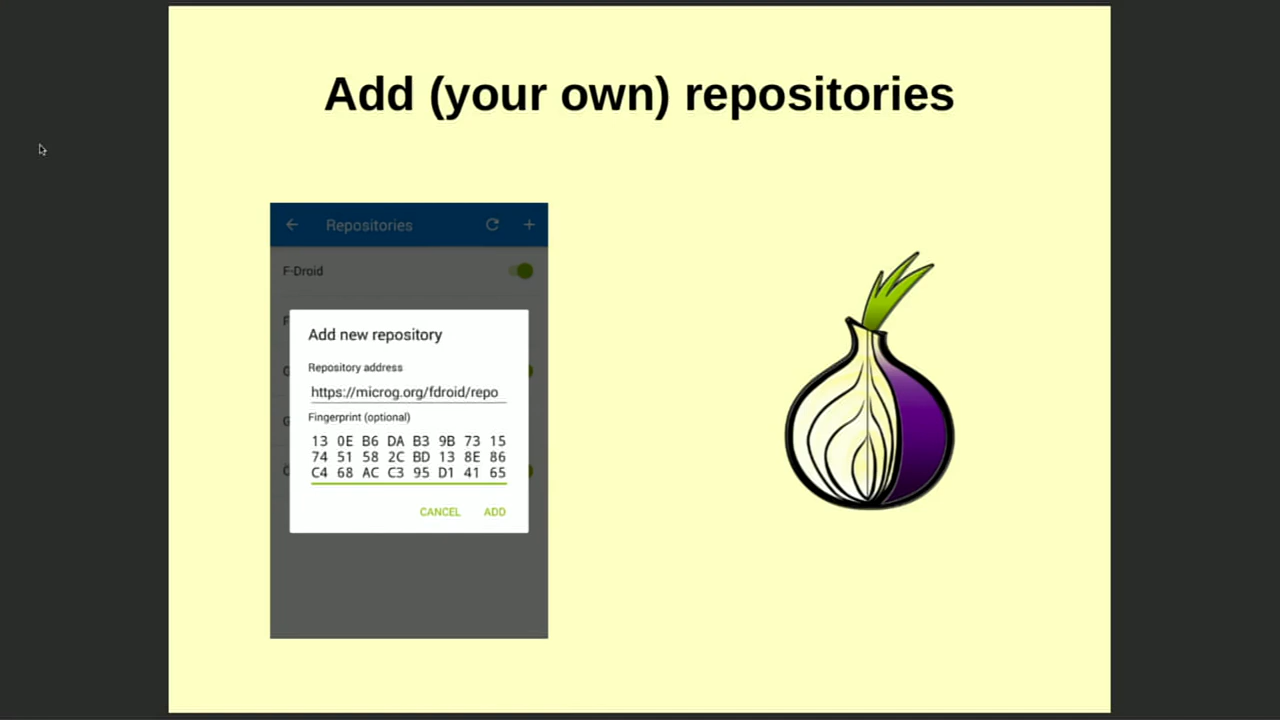 Add (your own) repositories
Repositories
F-Droid
Add new repository
Repository address
https://microg.org/fdroid/repo
Fingerprint (optional)
13 0E B6 DA B3 9B 73 15
74 51 58 2C BD 13 8E 86
C4 68 AC C3 95 D1 41 65
CANCEL ADD